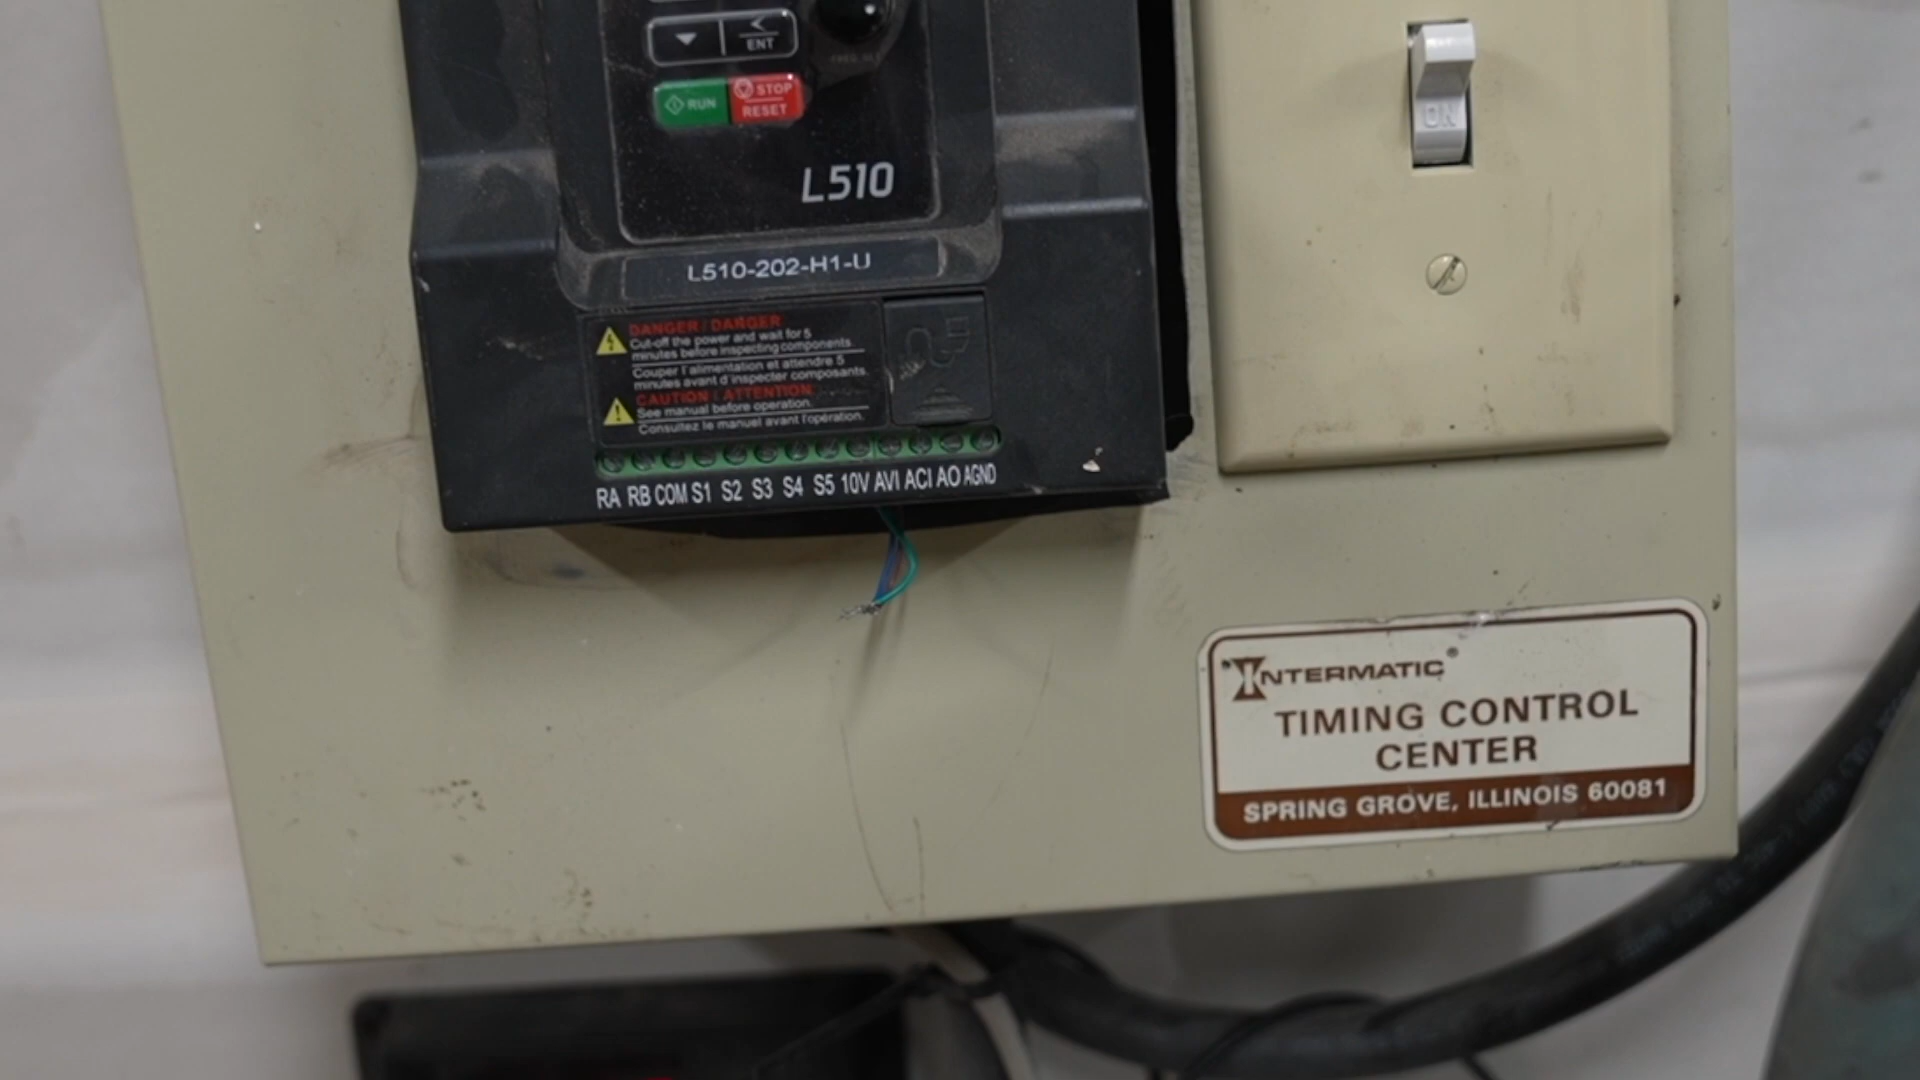 ENT
FREQ. SET
RUN
STOP
RESET
L510
ON
L510-202-H1-U
DANGER / DANGER
Cut-off the power and wait for 5
minutes before inspecting components.
Couper l'alimentation et attendre 5
minutes avant d'inspecter composants.
CAUTION / ATTENTION
See manual before operation.
Consultez le manuel avant l'opération.
RA RB COM S1 S2 S3 S4 S5 10V AVI ACI AO AGND
INTERMATIC®
TIMING CONTROL
CENTER
SPRING GROVE, ILLINOIS 60081